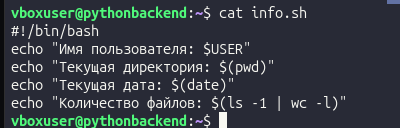 vboxuser@pythonbackend:~$ cat info.sh
#!/bin/bash
echo "Имя пользователя: $USER"
echo "Текущая директория: $(pwd)"
echo "Текущая дата: $(date)"
echo "Количество файлов: $(ls -1 | wc -l)"
vboxuser@pythonbackend:~$